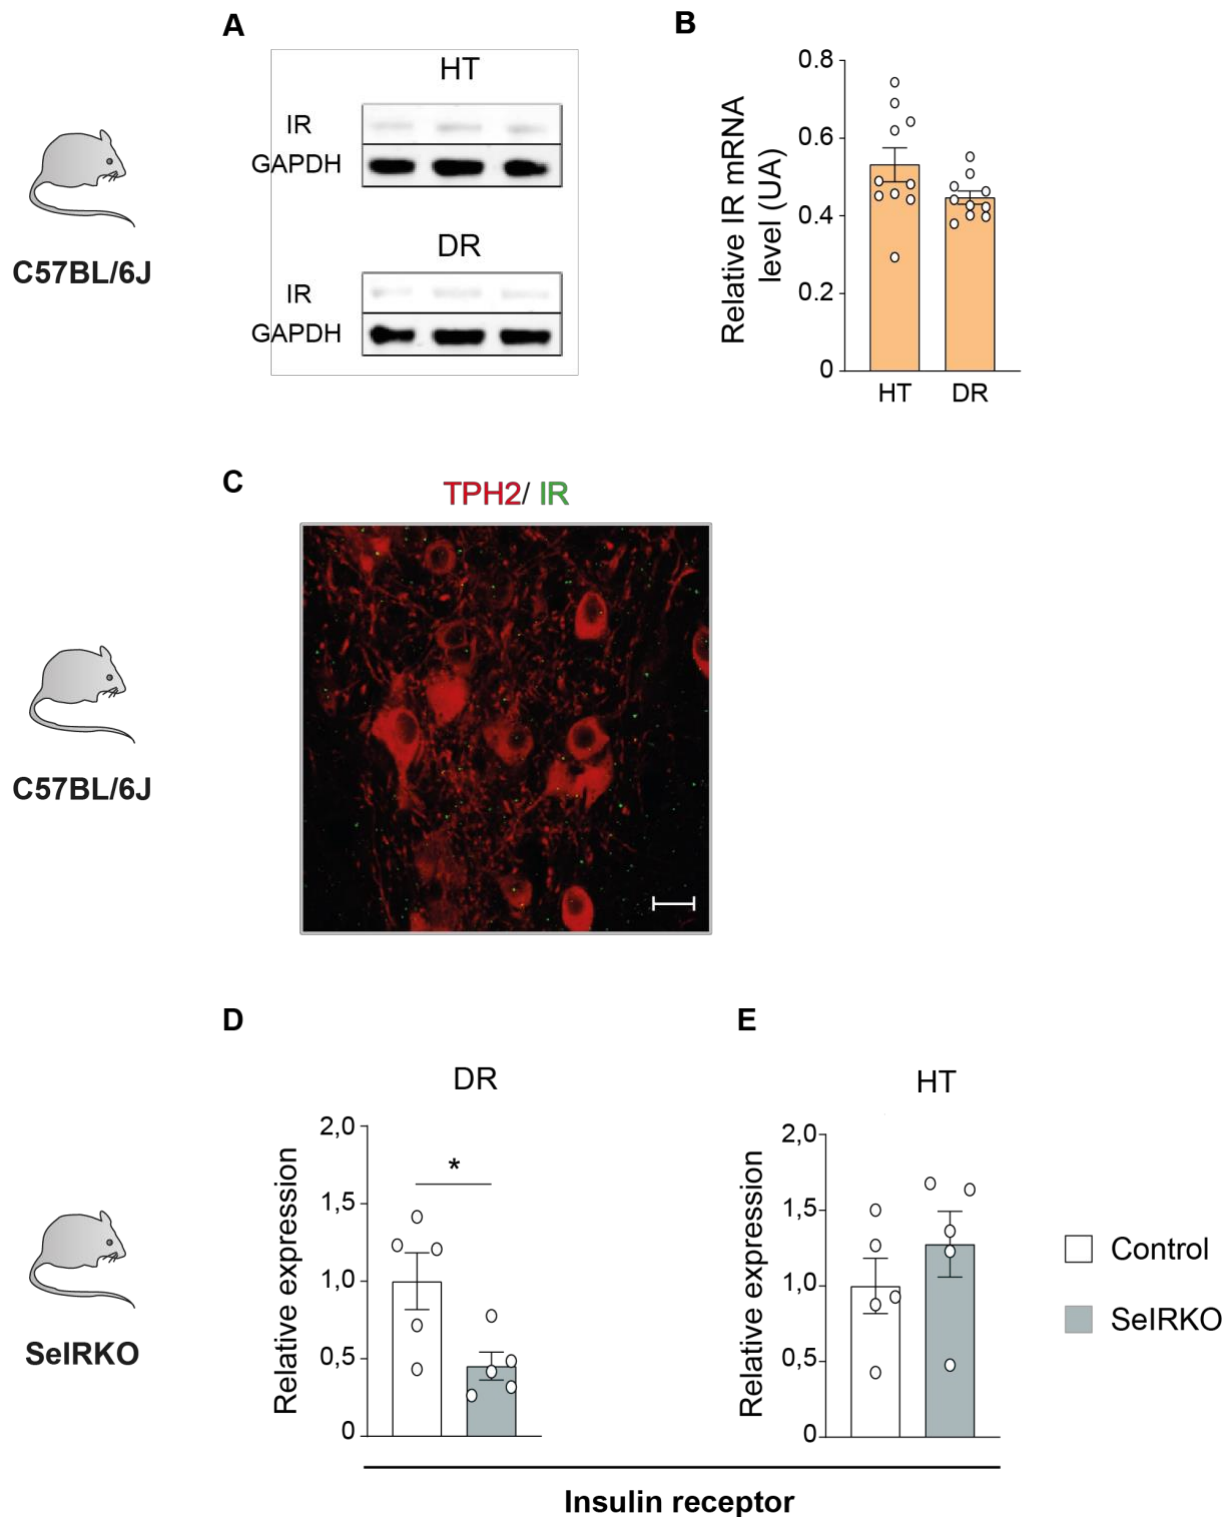 A
HT
IR
GAPDH
DR
IR
GAPDH
C57BL/6J
B
Relative IR mRNA
level (UA)
0.8
0.6
0.4
0.2
0
HT
DR
C
TPH2/ IR
C57BL/6J
D
DR
Relative expression
2,0
1,5
1,0
0,5
0
*
E
HT
Relative expression
2,0
1,5
1,0
0,5
0
Control
SeIRKO
SeIRKO
Insulin receptor